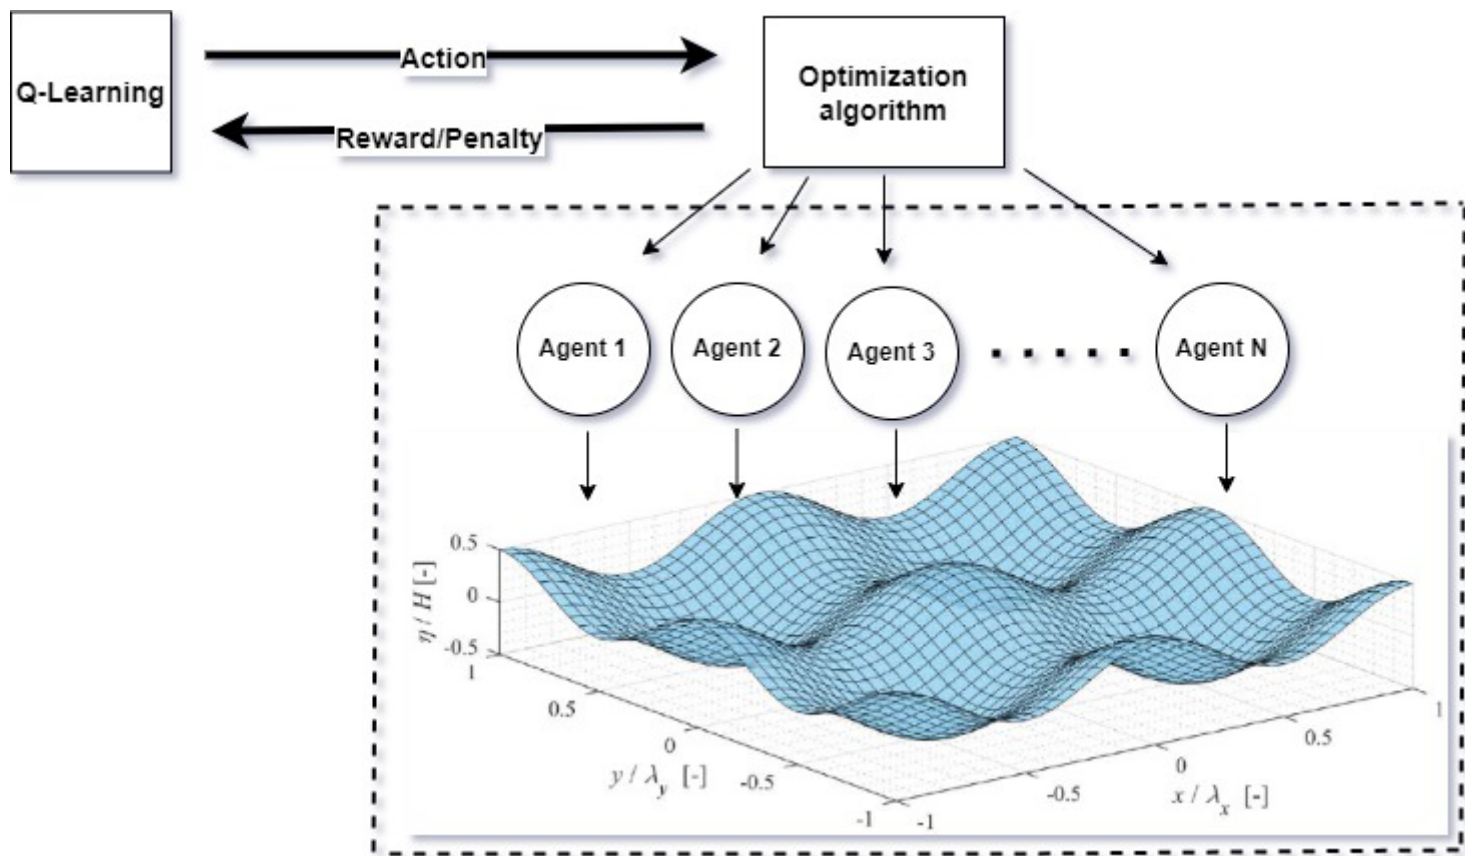 Q-Learning
Action
Reward/Penalty
Optimization
algorithm
Agent 1
Agent 2
Agent 3
Agent N
0.5
0
-0.5
η / H [-]
1
0.5
0
-0.5
-1
y / λy [-]
-1
-0.5
0
0.5
1
x / λx [-]